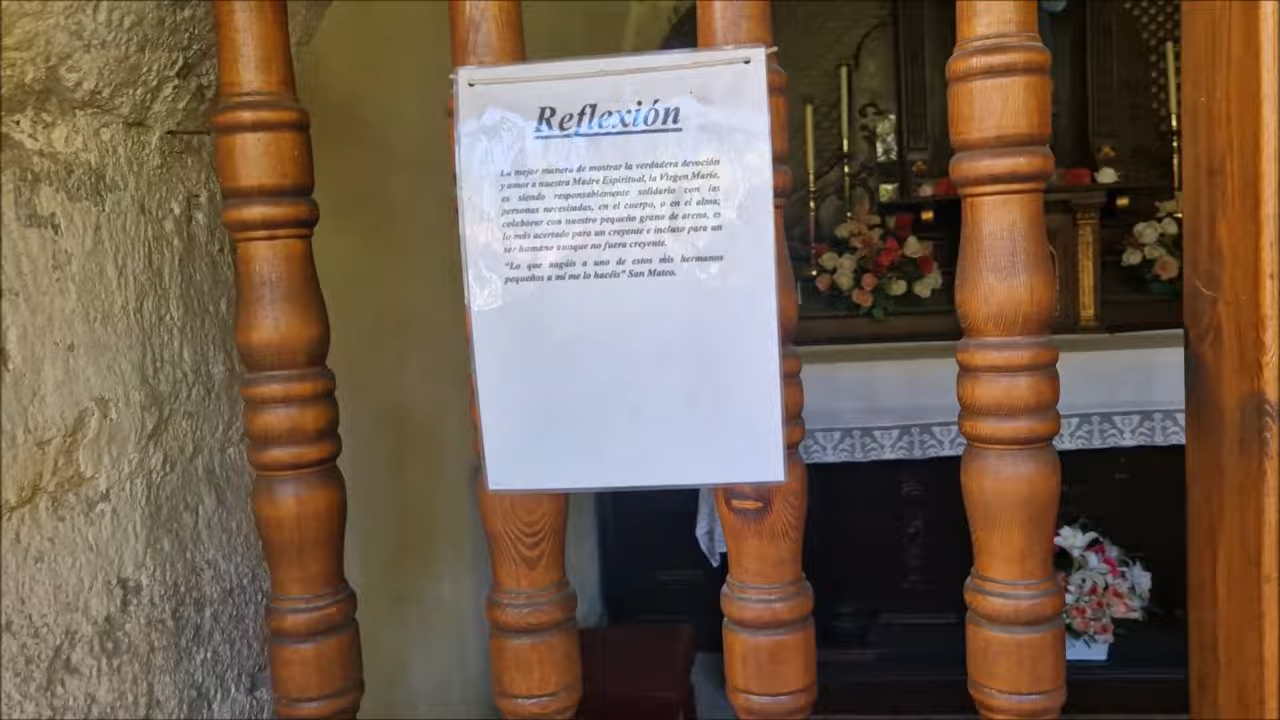 Reflexión
La mejor manera de mostrar la verdadera devoción
y amor a nuestra Madre Espiritual, la Virgen María,
es siendo responsablemente solidario con las
personas necesitadas, en el cuerpo, o en el alma;
colaborar con nuestro pequeño grano de arena, es
lo más acertado para un creyente e incluso para un
ser humano aunque no fuera creyente.
"Lo que hagáis a uno de estos mis hermanos
pequeños a mí me lo hacéis" San Mateo.